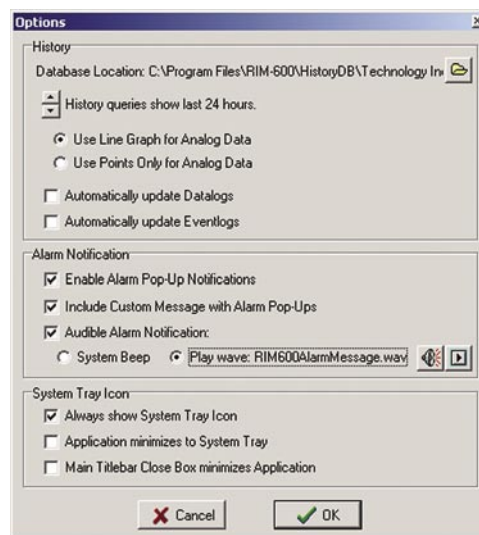 Options
History
Database Location: C:\Program Files\RIM-600\HistoryDB\Technology
History queries show last 24 hours.
Use Line Graph for Analog Data
Use Points Only for Analog Data
Automatically update Datalogs
Automatically update Eventlogs
Alarm Notification
Enable Alarm Pop-Up Notifications
Include Custom Message with Alarm Pop-Ups
Audible Alarm Notification:
System Beep Play wave: RIM600AlarmMessage.wav
System Tray Icon
Always show System Tray Icon
Application minimizes to System Tray
Main Titlebar Close Box minimizes Application
Cancel OK